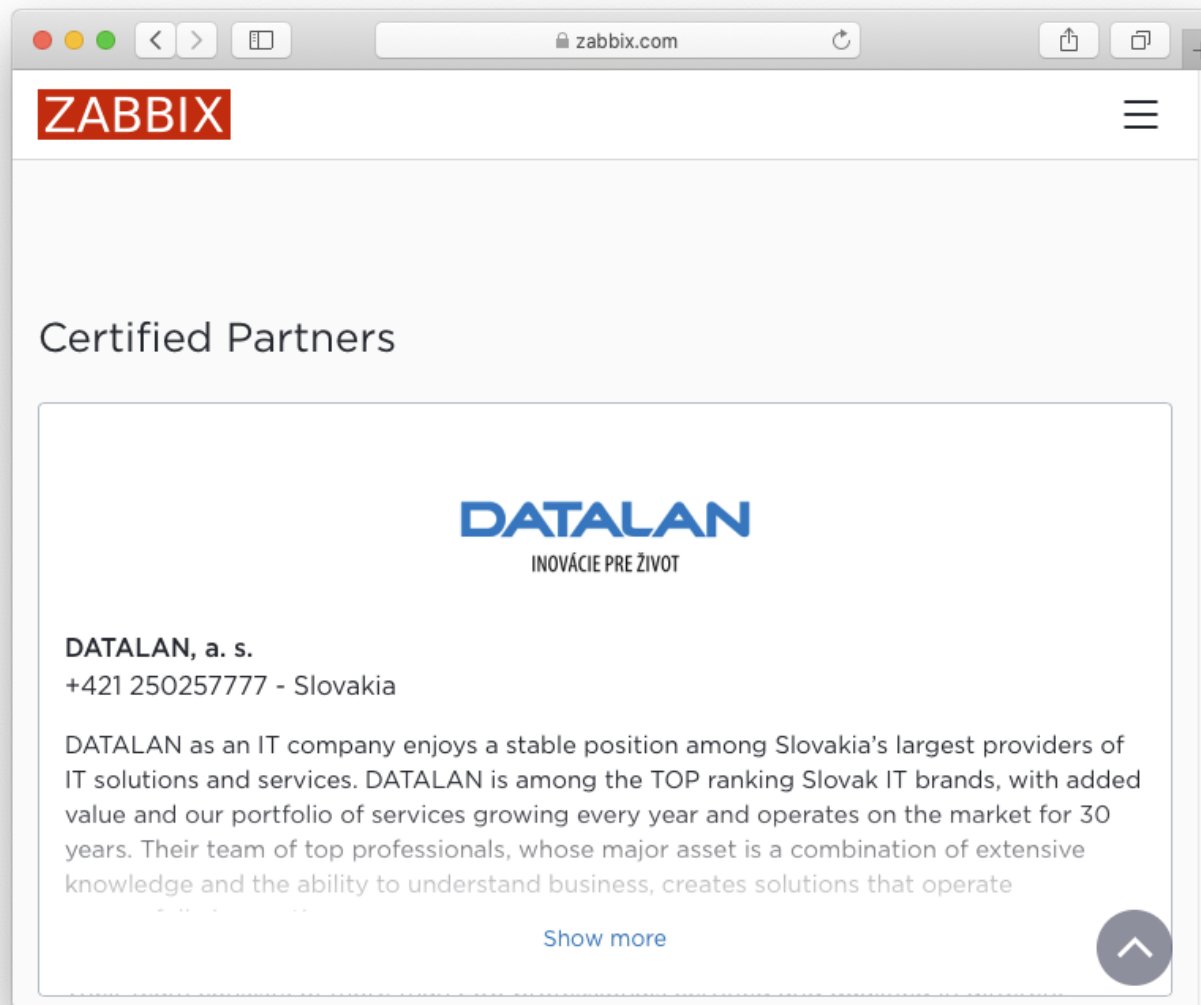 zabbix.com
ZABBIX
Certified Partners
DATALAN
INOVÁCIE PRE ŽIVOT
DATALAN, a. s.
+421 250257777 - Slovakia
DATALAN as an IT company enjoys a stable position among Slovakia’s largest providers of
IT solutions and services. DATALAN is among the TOP ranking Slovak IT brands, with added
value and our portfolio of services growing every year and operates on the market for 30
years. Their team of top professionals, whose major asset is a combination of extensive
knowledge and the ability to understand business, creates solutions that operate
Show more